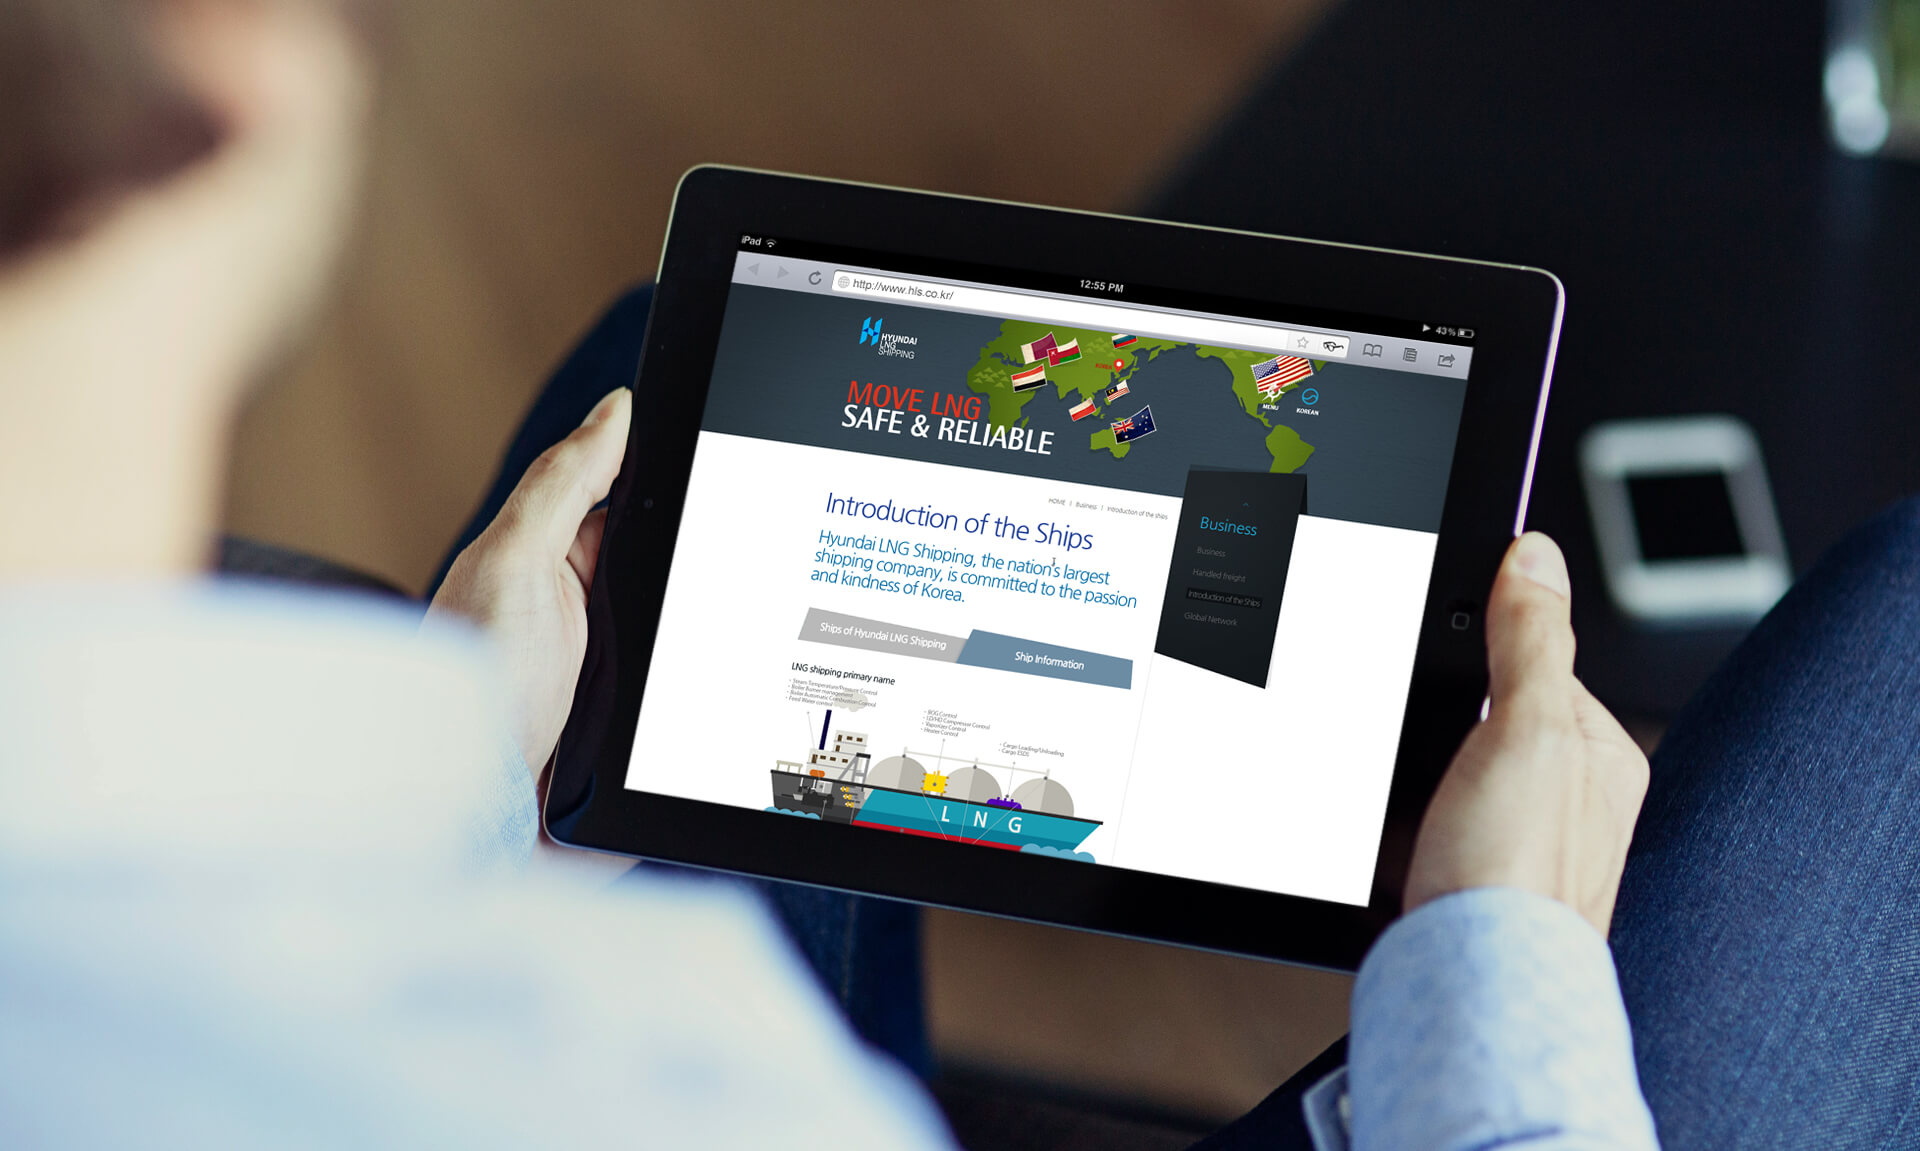 iPad
12:55 PM
43%
http://www.hls.co.kr/
HYUNDAI
LNG
SHIPPING
KOREA
MENU
KOREAN
MOVE LNG
SAFE & RELIABLE
HOME | Business | Introduction of the ships
Introduction of the Ships
Hyundai LNG Shipping, the nation's largest
shipping company, is committed to the passion
and kindness of Korea.
Business
Business
Handled freight
Introduction of the Ships
Global Network
Ships of Hyundai LNG Shipping
Ship Information
LNG shipping primary name
- Steam Temperature/Pressure Control
- Boiler Burner management
- Boiler Automatic Combustion Control
- Feed Water control
- BOG Control
- LD/HD Compressor Control
- Vaporizer Control
- Heater Control
- Cargo Loading/Unloading
- Cargo ESDS
LNG